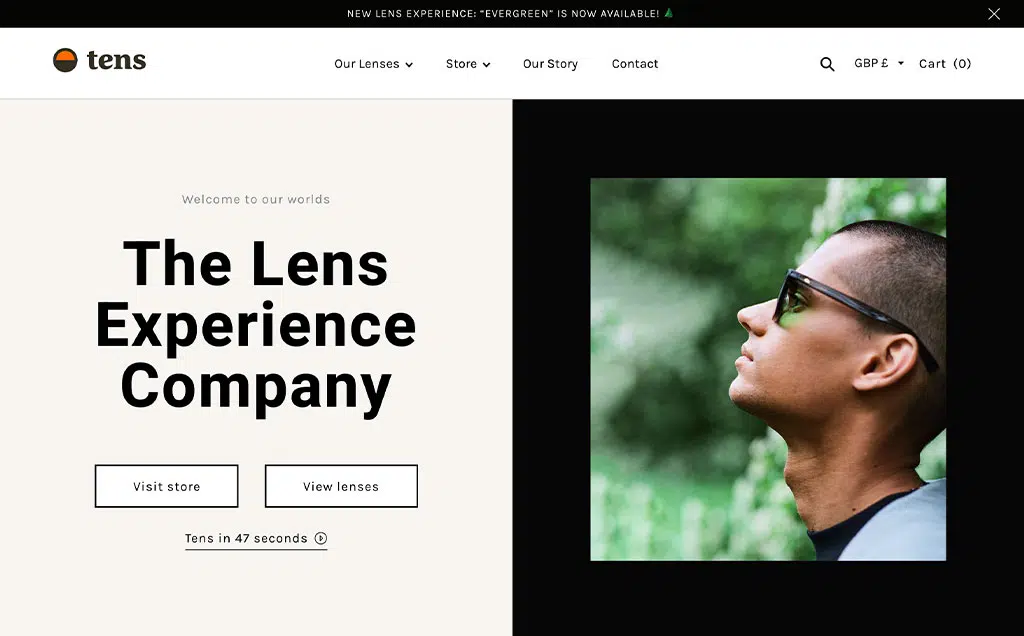 NEW LENS EXPERIENCE: “EVERGREEN” IS NOW AVAILABLE!
tens
Our Lenses
Store
Our Story
Contact
GBP £
Cart (0)
Welcome to our worlds
The Lens
Experience
Company
Visit store
View lenses
Tens in 47 seconds